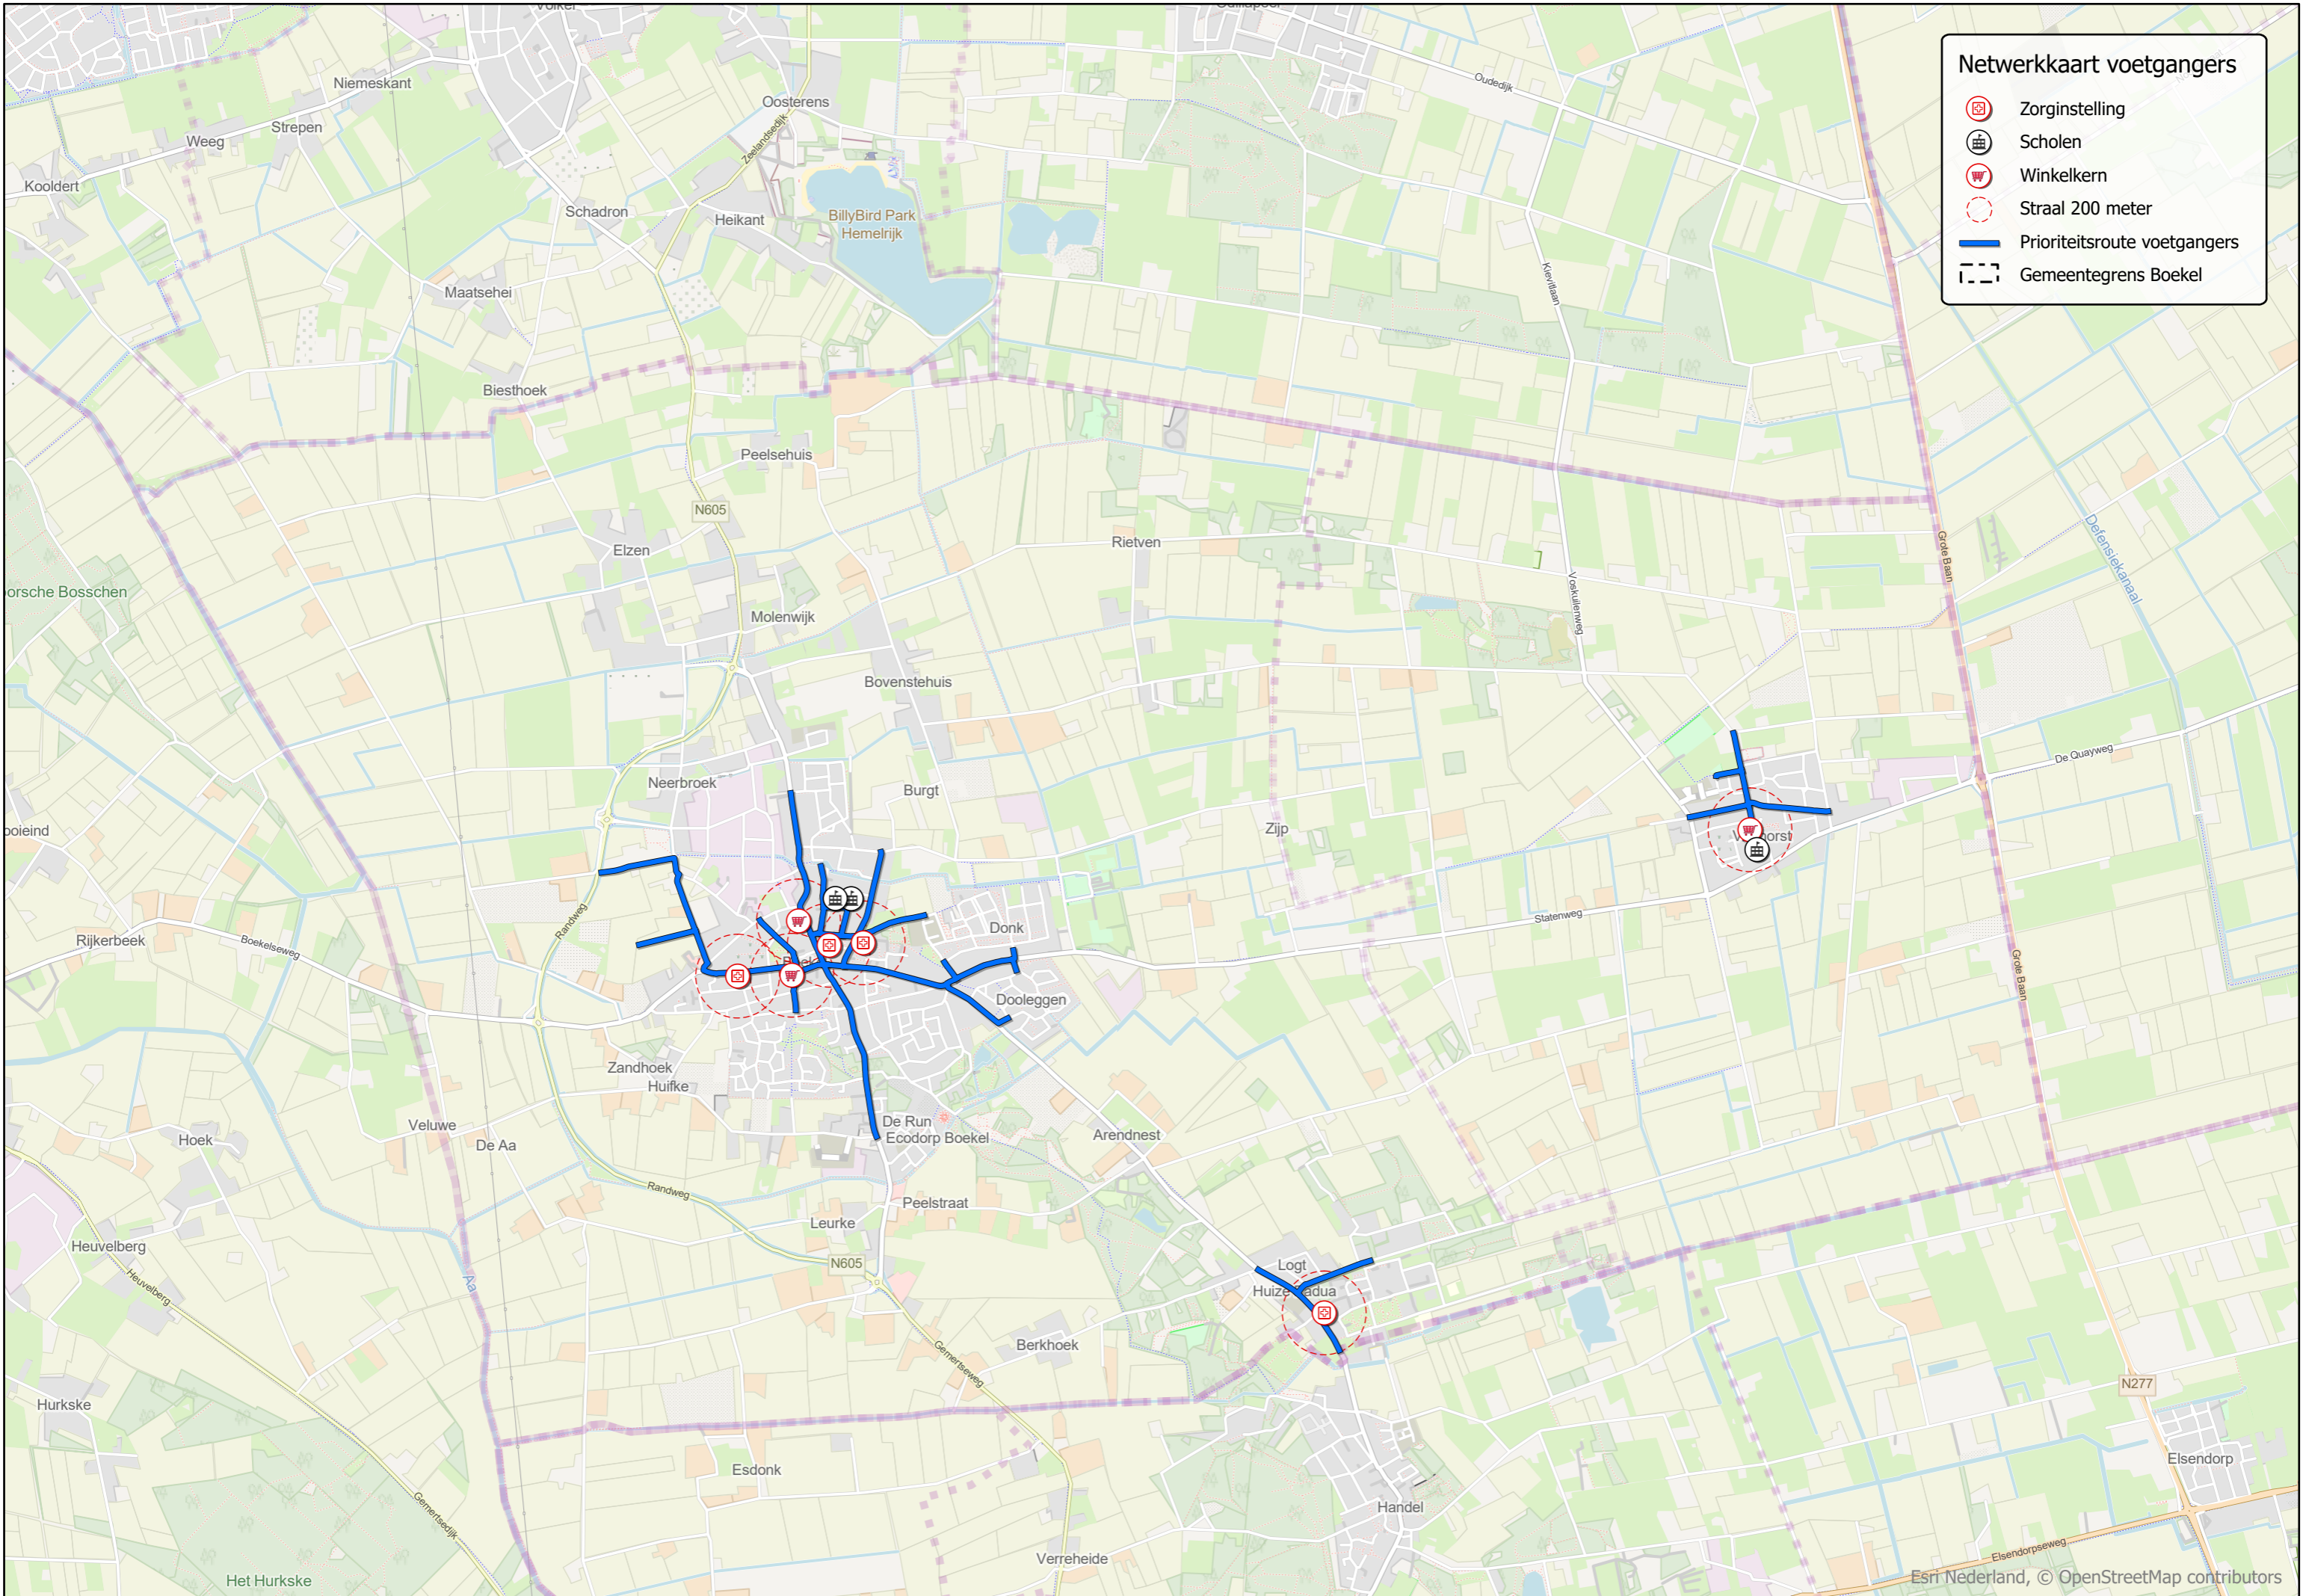 Netwerkkaart voetgangers
Zorginstelling
Scholen
Winkelkern
Straal 200 meter
Prioriteitsroute voetgangers
Gemeentegrens Boekel
Oudedijk
Niemeskant
Oosterens
Strepen
Weeg
Zeelandsedijk
Kooldert
Schadron
Heikant
BillyBird Park
Hemelrijk
Maatsehei
Kievitlaan
Biesthoek
Peelsehuis
N605
Elzen
Rietven
Grote Baan
Defensiekanaal
orsche Bosschen
Molenwijk
Voskuilenweg
Bovenstehuis
De Quayweg
Neerbroek
Burgt
Zijp
ooieind
Randweg
Statenweg
Donk
Rijkerbeek
Boekelseweg
Grote Baan
Dooleggen
Zandhoek
Huifke
Veluwe
De Run
Ecodorp Boekel
Arendnest
Hoek
De Aa
Randweg
Peelstraat
Leurke
Heuvelberg
N605
Logt
Aa
Heuvelberg
Berkhoek
Gemertseweg
N277
Hurkske
Esdonk
Elsendorp
Handel
Gemertsedijk
Verreheide
Elsendorpseweg
Het Hurkske
Esri Nederland, © OpenStreetMap contributors